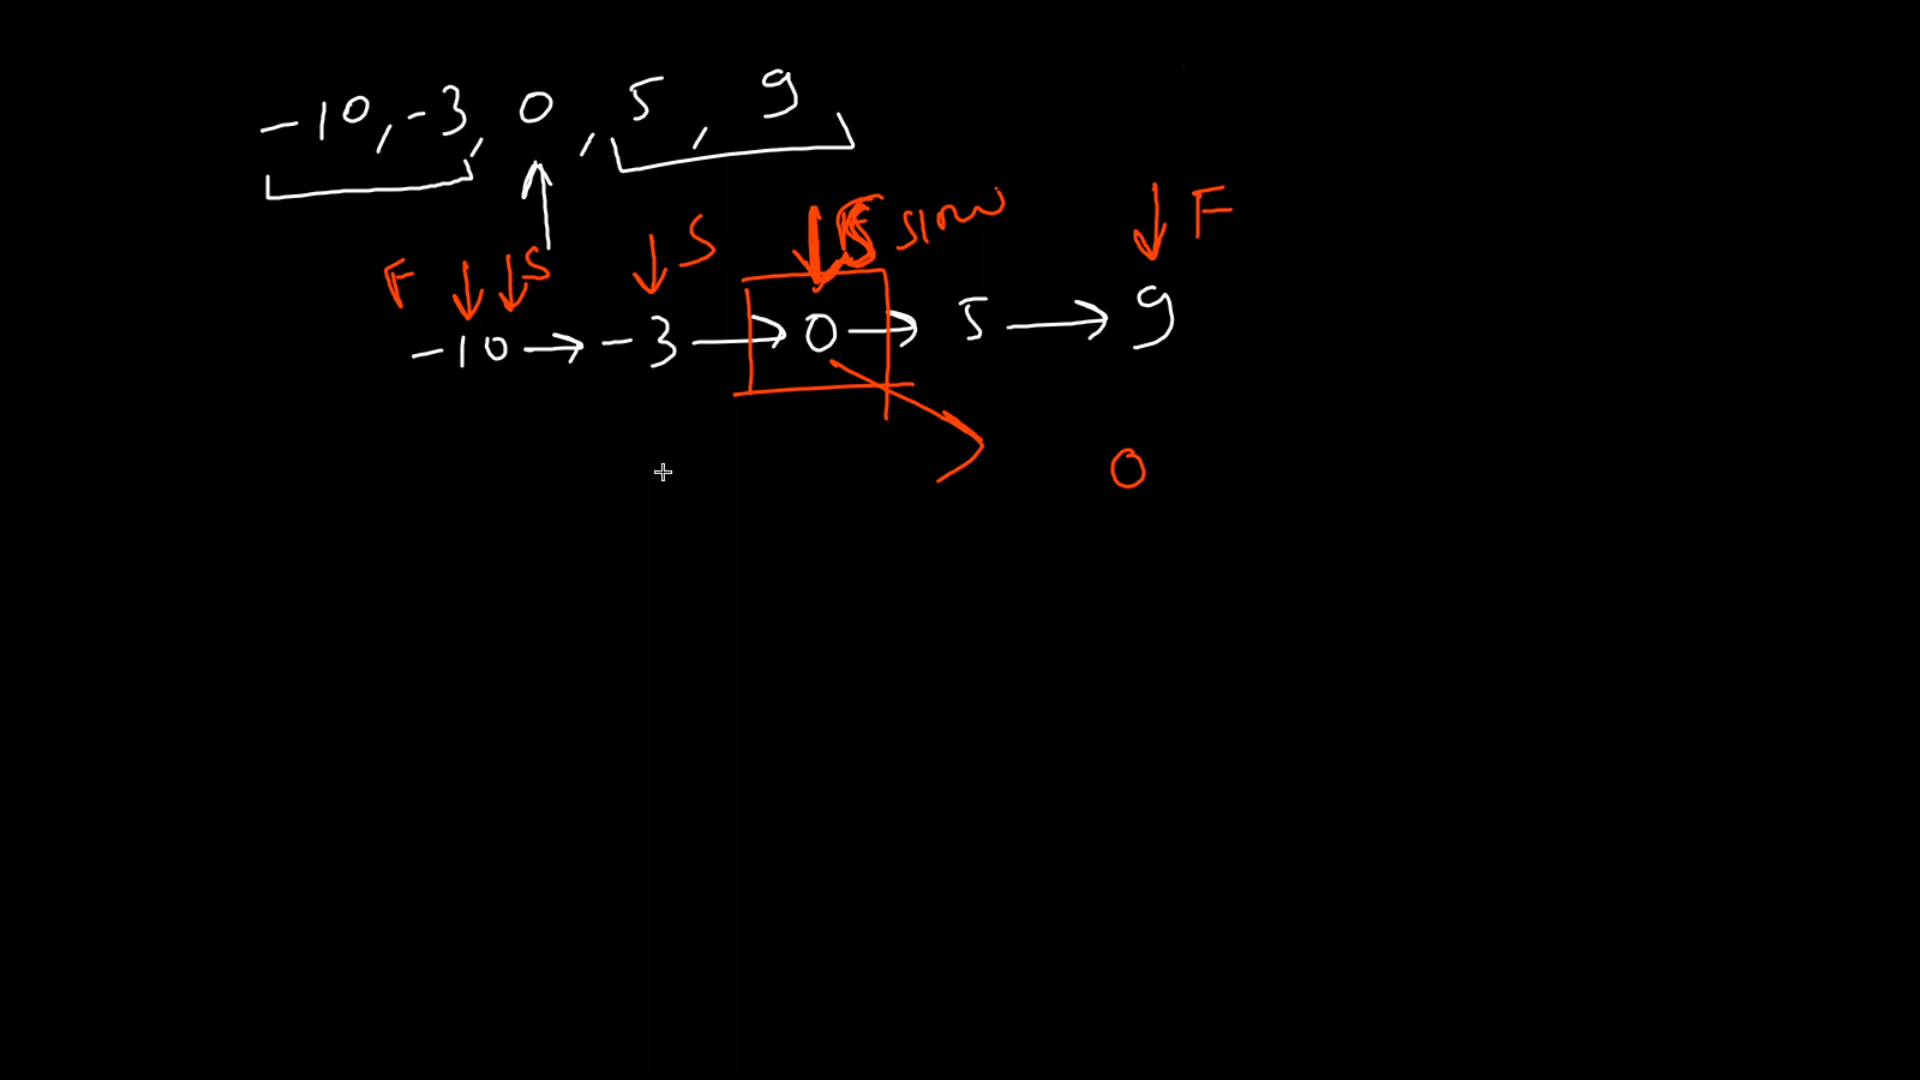 -10, -3, 0, 5, 9
F S S S slow F
-10 → -3 → 0 → 5 → 9
0